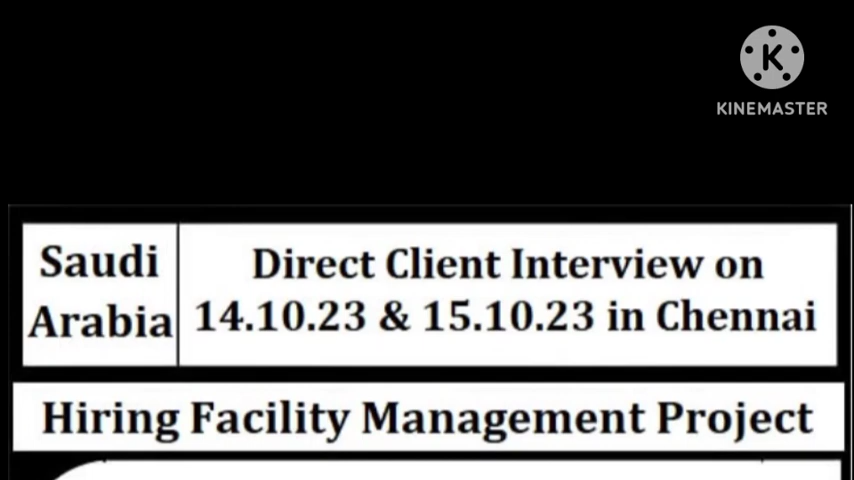 KINEMASTER
Saudi
Arabia
Direct Client Interview on
14.10.23 & 15.10.23 in Chennai
Hiring Facility Management Project